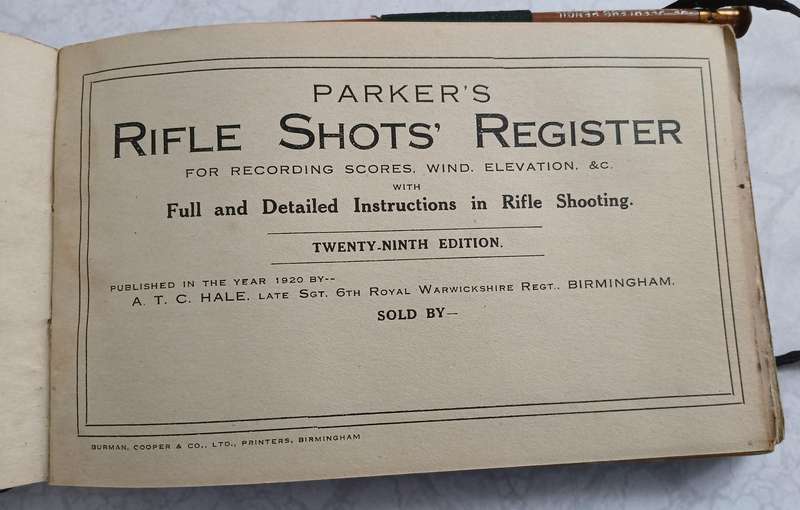 PARKER'S
RIFLE SHOTS' REGISTER
FOR RECORDING SCORES, WIND, ELEVATION, &C.
WITH
Full and Detailed Instructions in Rifle Shooting.
TWENTY-NINTH EDITION.
PUBLISHED IN THE YEAR 1920 BY--
A. T. C. HALE, LATE SGT. 6TH ROYAL WARWICKSHIRE REGT., BIRMINGHAM.
SOLD BY—
BURMAN, COOPER & CO., LTD., PRINTERS, BIRMINGHAM